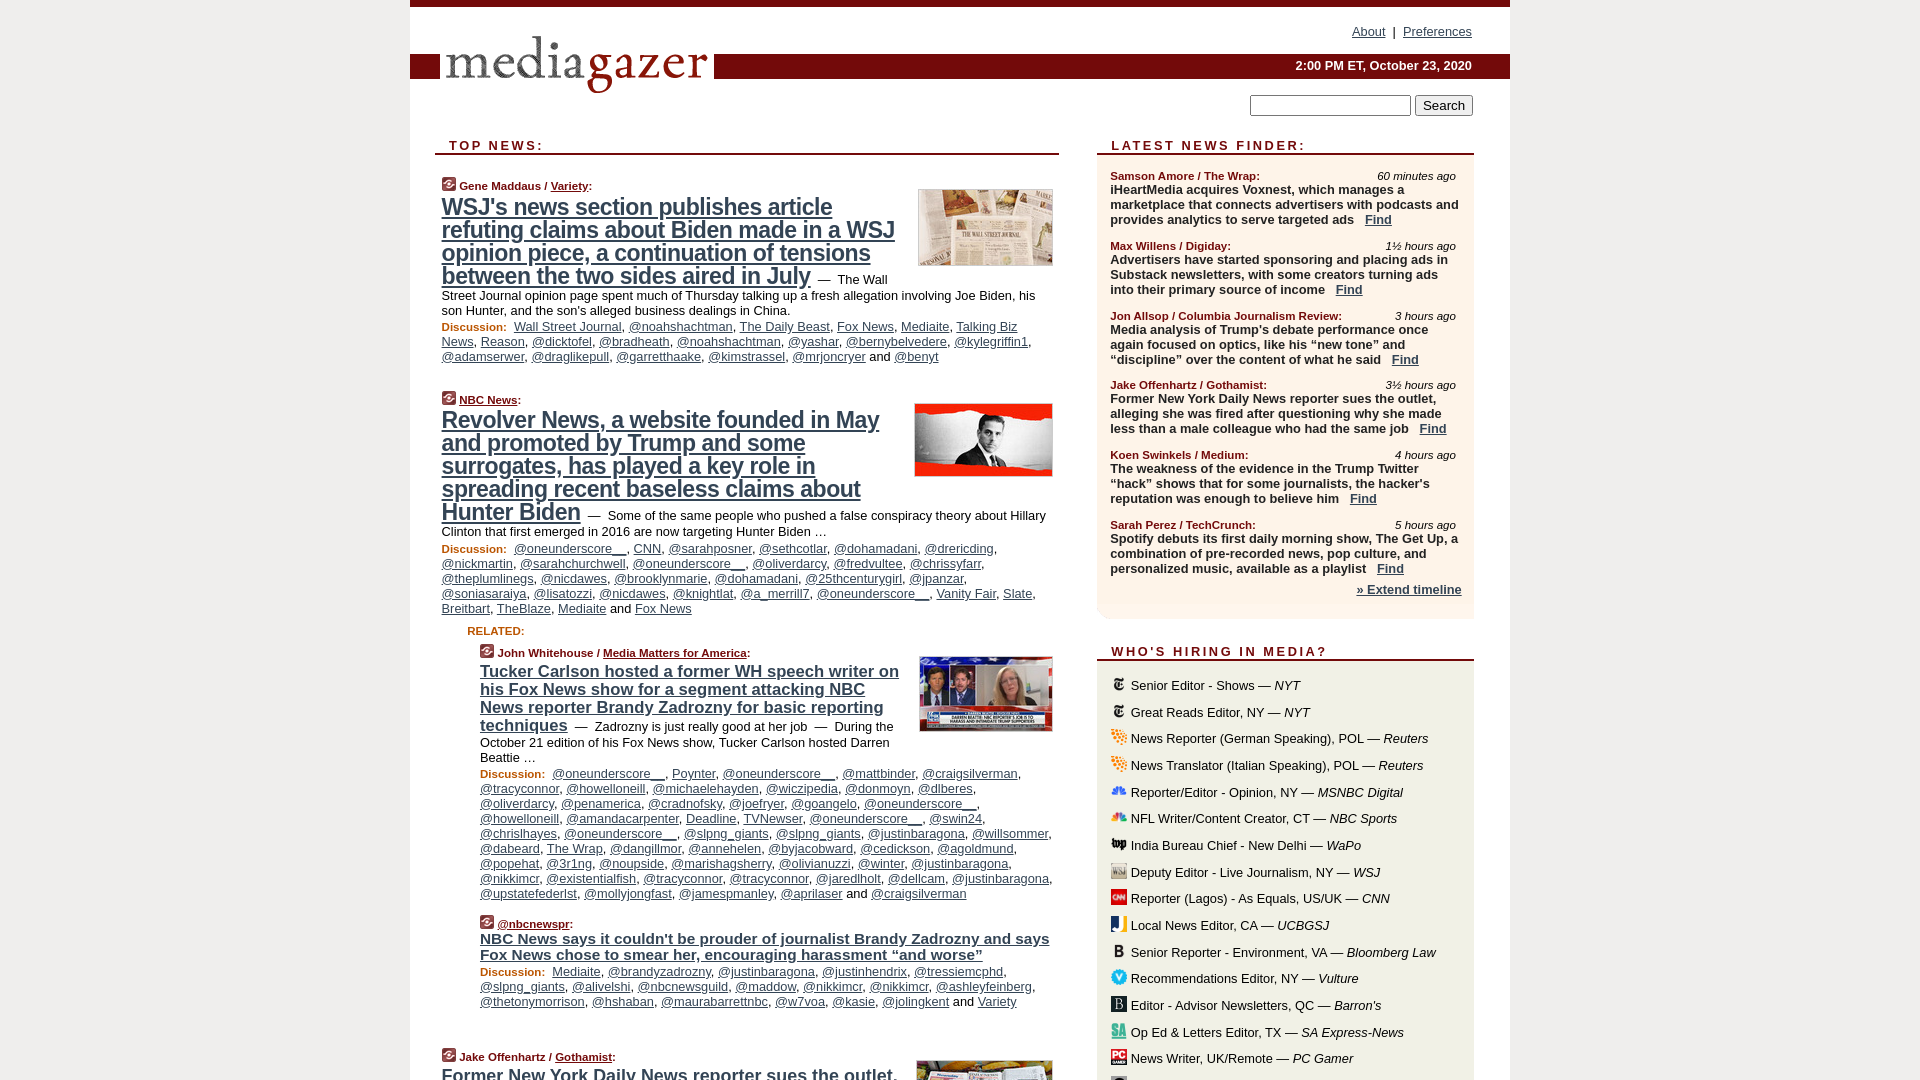 About | Preferences
mediagazer
2:00 PM ET, October 23, 2020
Search
TOP NEWS:
Gene Maddaus / Variety:
WSJ's news section publishes article
refuting claims about Biden made in a WSJ
opinion piece, a continuation of tensions
between the two sides aired in July — The Wall
Street Journal opinion page spent much of Thursday talking up a fresh allegation involving Joe Biden, his
son Hunter, and the son's alleged business dealings in China.
Discussion: Wall Street Journal, @noahshachtman, The Daily Beast, Fox News, Mediaite, Talking Biz
News, Reason, @dicktofel, @bradheath, @noahshachtman, @yashar, @bernybelvedere, @kylegriffin1,
@adamserwer, @draglikepull, @garretthaake, @kimstrassel, @mrjoncryer and @benyt
THE WALL STREET JOURNAL
NBC News:
Revolver News, a website founded in May
and promoted by Trump and some
surrogates, has played a key role in
spreading recent baseless claims about
Hunter Biden — Some of the same people who pushed a false conspiracy theory about Hillary
Clinton that first emerged in 2016 are now targeting Hunter Biden …
Discussion: @oneunderscore__, CNN, @sarahposner, @sethcotlar, @dohamadani, @drericding,
@nickmartin, @sarahchurchwell, @oneunderscore__, @oliverdarcy, @fredvultee, @chrissyfarr,
@theplumlinegs, @nicdawes, @brooklynmarie, @dohamadani, @25thcenturygirl, @jpanzar,
@soniasaraiya, @lisatozzi, @nicdawes, @knightlat, @a_merrill7, @oneunderscore__, Vanity Fair, Slate,
Breitbart, TheBlaze, Mediaite and Fox News
RELATED:
John Whitehouse / Media Matters for America:
Tucker Carlson hosted a former WH speech writer on
his Fox News show for a segment attacking NBC
News reporter Brandy Zadrozny for basic reporting
techniques — Zadrozny is just really good at her job — During the
October 21 edition of his Fox News show, Tucker Carlson hosted Darren
Beattie …
Discussion: @oneunderscore__, Poynter, @oneunderscore__, @mattbinder, @craigsilverman,
@tracyconnor, @howelloneill, @michaelehayden, @wiczipedia, @donmoyn, @dlberes,
@oliverdarcy, @penamerica, @cradnofsky, @joefryer, @goangelo, @oneunderscore__,
@howelloneill, @amandacarpenter, Deadline, TVNewser, @oneunderscore__, @swin24,
@chrislhayes, @oneunderscore__, @slpng_giants, @slpng_giants, @justinbaragona, @willsommer,
@dabeard, The Wrap, @dangillmor, @annehelen, @byjacobward, @cedickson, @agoldmund,
@popehat, @3r1ng, @noupside, @marishagsherry, @olivianuzzi, @winter, @justinbaragona,
@nikkimcr, @existentialfish, @tracyconnor, @tracyconnor, @jaredlholt, @dellcam, @justinbaragona,
@upstatefederlst, @mollyjongfast, @jamespmanley, @aprilaser and @craigsilverman
DARREN BEATTIE: NBC REPORTER'S JOB IS TO
HARASS AND INTIMIDATE TRUMP SUPPORTERS
@nbcnewspr:
NBC News says it couldn't be prouder of journalist Brandy Zadrozny and says
Fox News chose to smear her, encouraging harassment “and worse”
Discussion: Mediaite, @brandyzadrozny, @justinbaragona, @justinhendrix, @tressiemcphd,
@slpng_giants, @alivelshi, @nbcnewsguild, @maddow, @nikkimcr, @nikkimcr, @ashleyfeinberg,
@thetonymorrison, @hshaban, @maurabarrettnbc, @w7voa, @kasie, @jolingkent and Variety
Jake Offenhartz / Gothamist:
Former New York Daily News reporter sues the outlet,
LATEST NEWS FINDER:
Samson Amore / The Wrap: 60 minutes ago
iHeartMedia acquires Voxnest, which manages a
marketplace that connects advertisers with podcasts and
provides analytics to serve targeted ads Find
Max Willens / Digiday: 1½ hours ago
Advertisers have started sponsoring and placing ads in
Substack newsletters, with some creators turning ads
into their primary source of income Find
Jon Allsop / Columbia Journalism Review: 3 hours ago
Media analysis of Trump's debate performance once
again focused on optics, like his “new tone” and
“discipline” over the content of what he said Find
Jake Offenhartz / Gothamist: 3½ hours ago
Former New York Daily News reporter sues the outlet,
alleging she was fired after questioning why she made
less than a male colleague who had the same job Find
Koen Swinkels / Medium: 4 hours ago
The weakness of the evidence in the Trump Twitter
“hack” shows that for some journalists, the hacker's
reputation was enough to believe him Find
Sarah Perez / TechCrunch: 5 hours ago
Spotify debuts its first daily morning show, The Get Up, a
combination of pre-recorded news, pop culture, and
personalized music, available as a playlist Find
» Extend timeline
WHO'S HIRING IN MEDIA?
Senior Editor - Shows — NYT
Great Reads Editor, NY — NYT
News Reporter (German Speaking), POL — Reuters
News Translator (Italian Speaking), POL — Reuters
Reporter/Editor - Opinion, NY — MSNBC Digital
NFL Writer/Content Creator, CT — NBC Sports
wp India Bureau Chief - New Delhi — WaPo
WSJ Deputy Editor - Live Journalism, NY — WSJ
CNN Reporter (Lagos) - As Equals, US/UK — CNN
Local News Editor, CA — UCBGSJ
B Senior Reporter - Environment, VA — Bloomberg Law
Recommendations Editor, NY — Vulture
B Editor - Advisor Newsletters, QC — Barron's
SA Op Ed & Letters Editor, TX — SA Express-News
PC GAMER News Writer, UK/Remote — PC Gamer